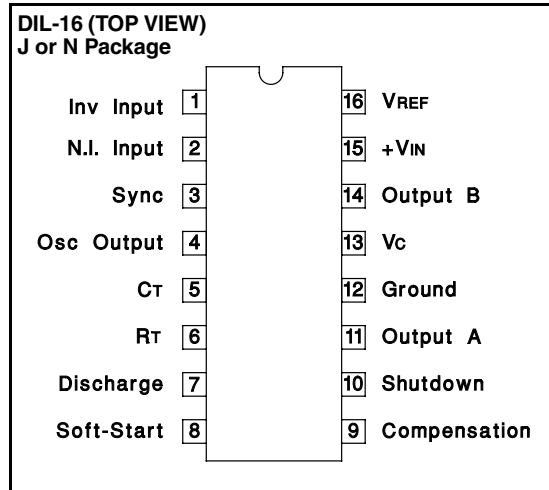 DIL-16 (TOP VIEW)
J or N Package
Inv Input 1 16 VREF
N.I. Input 2 15 +VIN
Sync 3 14 Output B
Osc Output 4 13 VC
CT 5 12 Ground
RT 6 11 Output A
Discharge 7 10 Shutdown
Soft-Start 8 9 Compensation